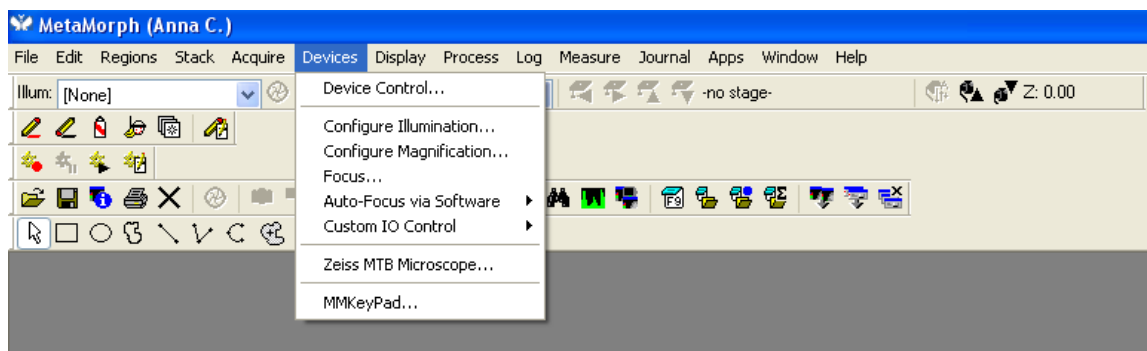 MetaMorph (Anna C.)
File Edit Regions Stack Acquire Devices Display Process Log Measure Journal Apps Window Help
Illum: [None] -no stage- Z: 0.00
Device Control...
Configure Illumination...
Configure Magnification...
Focus...
Auto-Focus via Software
F9
Custom IO Control
Zeiss MTB Microscope...
MMKeyPad...